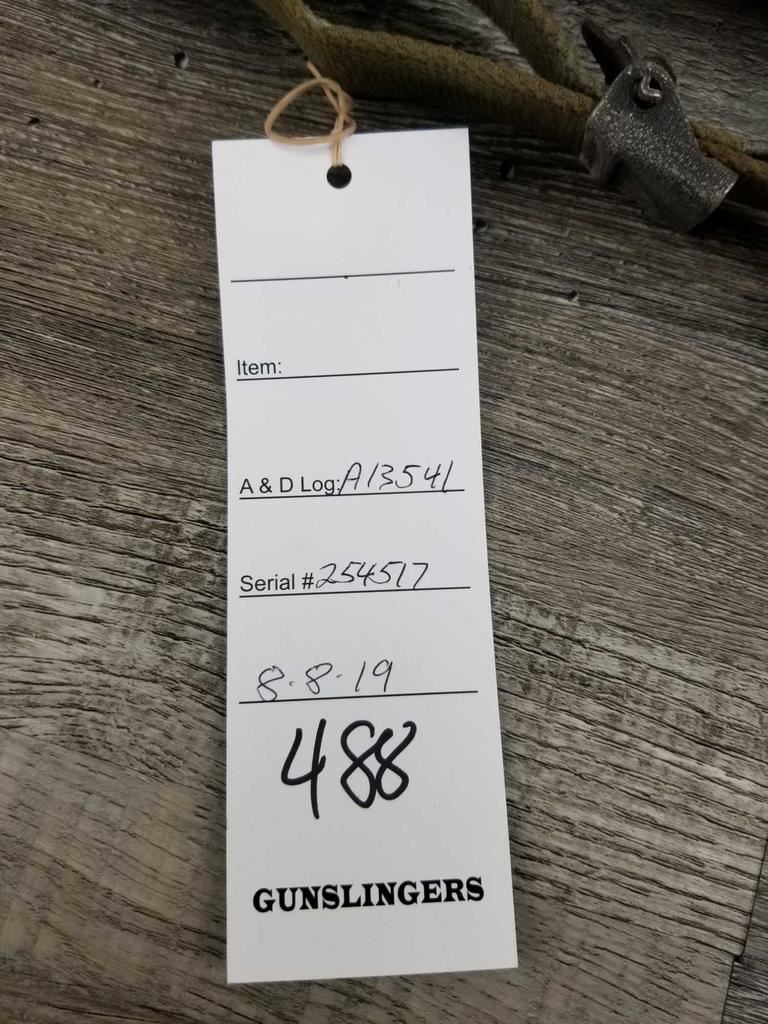 Item:
A & D Log: A13541
Serial # 254517
8.8.19
488
GUNSLINGERS